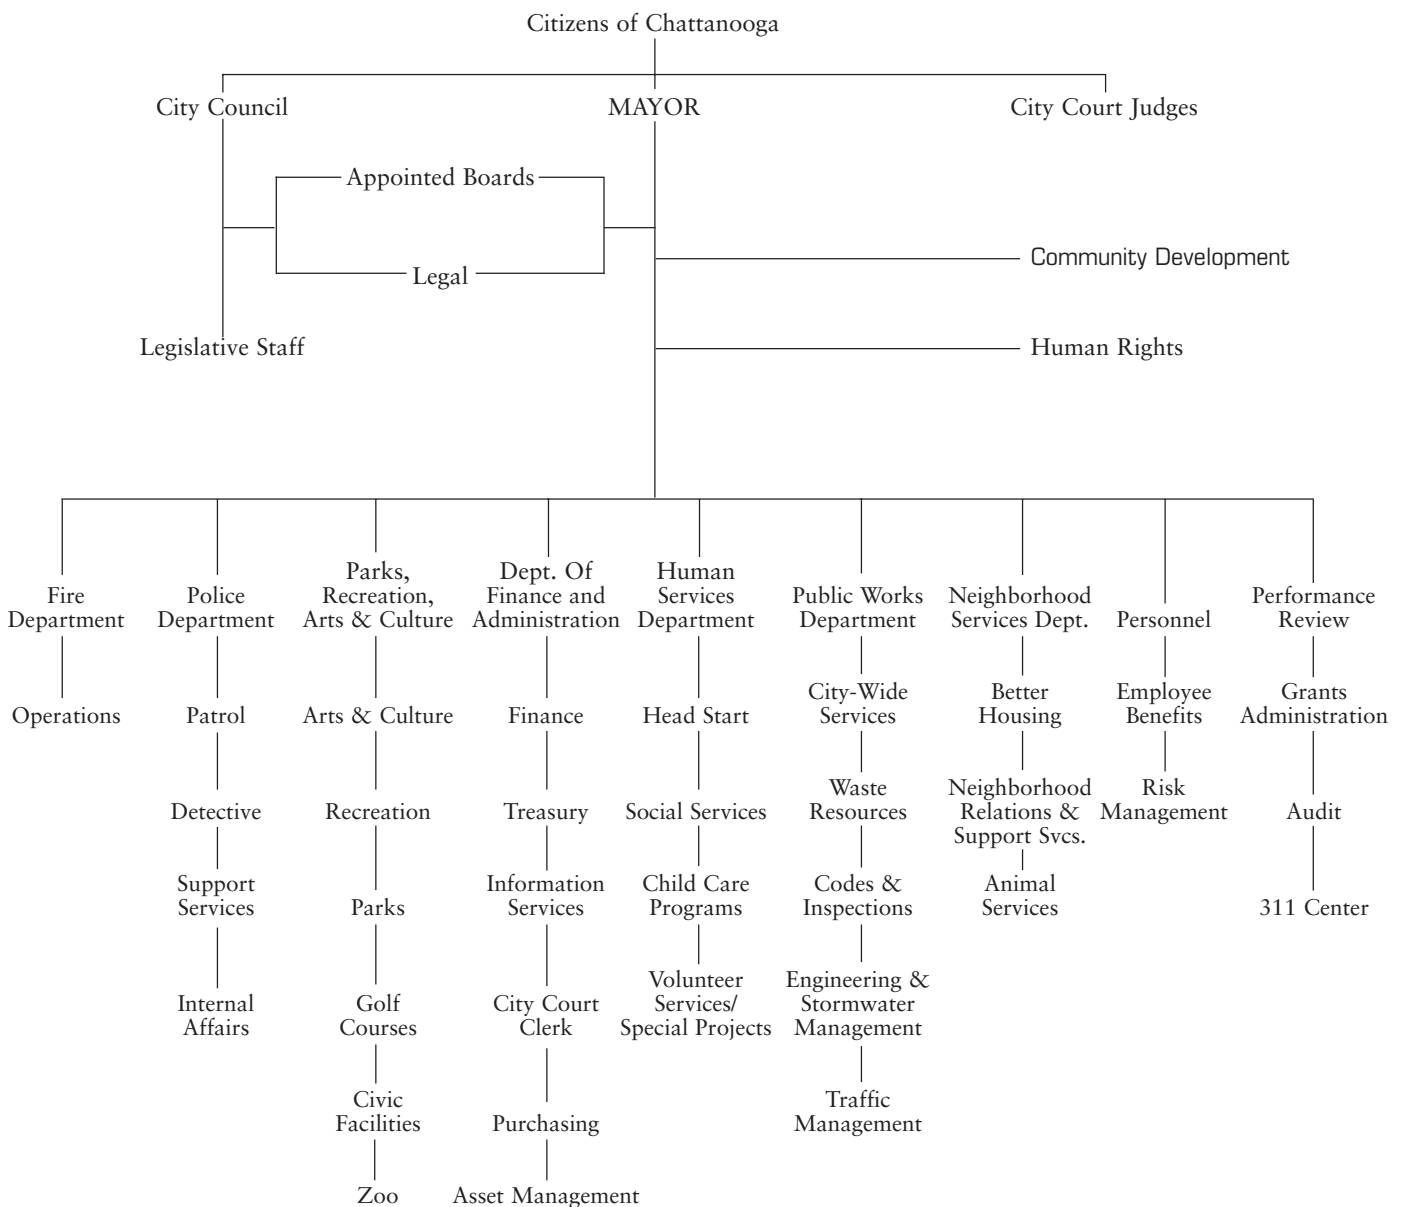 Citizens of Chattanooga
City Council
MAYOR
City Court Judges
Appointed Boards
Legal
Community Development
Legislative Staff
Human Rights
Fire
Department
Operations
Police
Department
Patrol
Detective
Support
Services
Internal
Affairs
Parks,
Recreation,
Arts & Culture
Arts & Culture
Recreation
Parks
Golf
Courses
Civic
Facilities
Zoo
Dept. Of
Finance and
Administration
Finance
Treasury
Information
Services
City Court
Clerk
Purchasing
Asset Management
Human
Services
Department
Head Start
Social Services
Child Care
Programs
Volunteer
Services/
Special Projects
Public Works
Department
City-Wide
Services
Waste
Resources
Codes &
Inspections
Engineering &
Stormwater
Management
Traffic
Management
Neighborhood
Services Dept.
Better
Housing
Neighborhood
Relations &
Support Svcs.
Animal
Services
Personnel
Employee
Benefits
Risk
Management
Performance
Review
Grants
Administration
Audit
311 Center